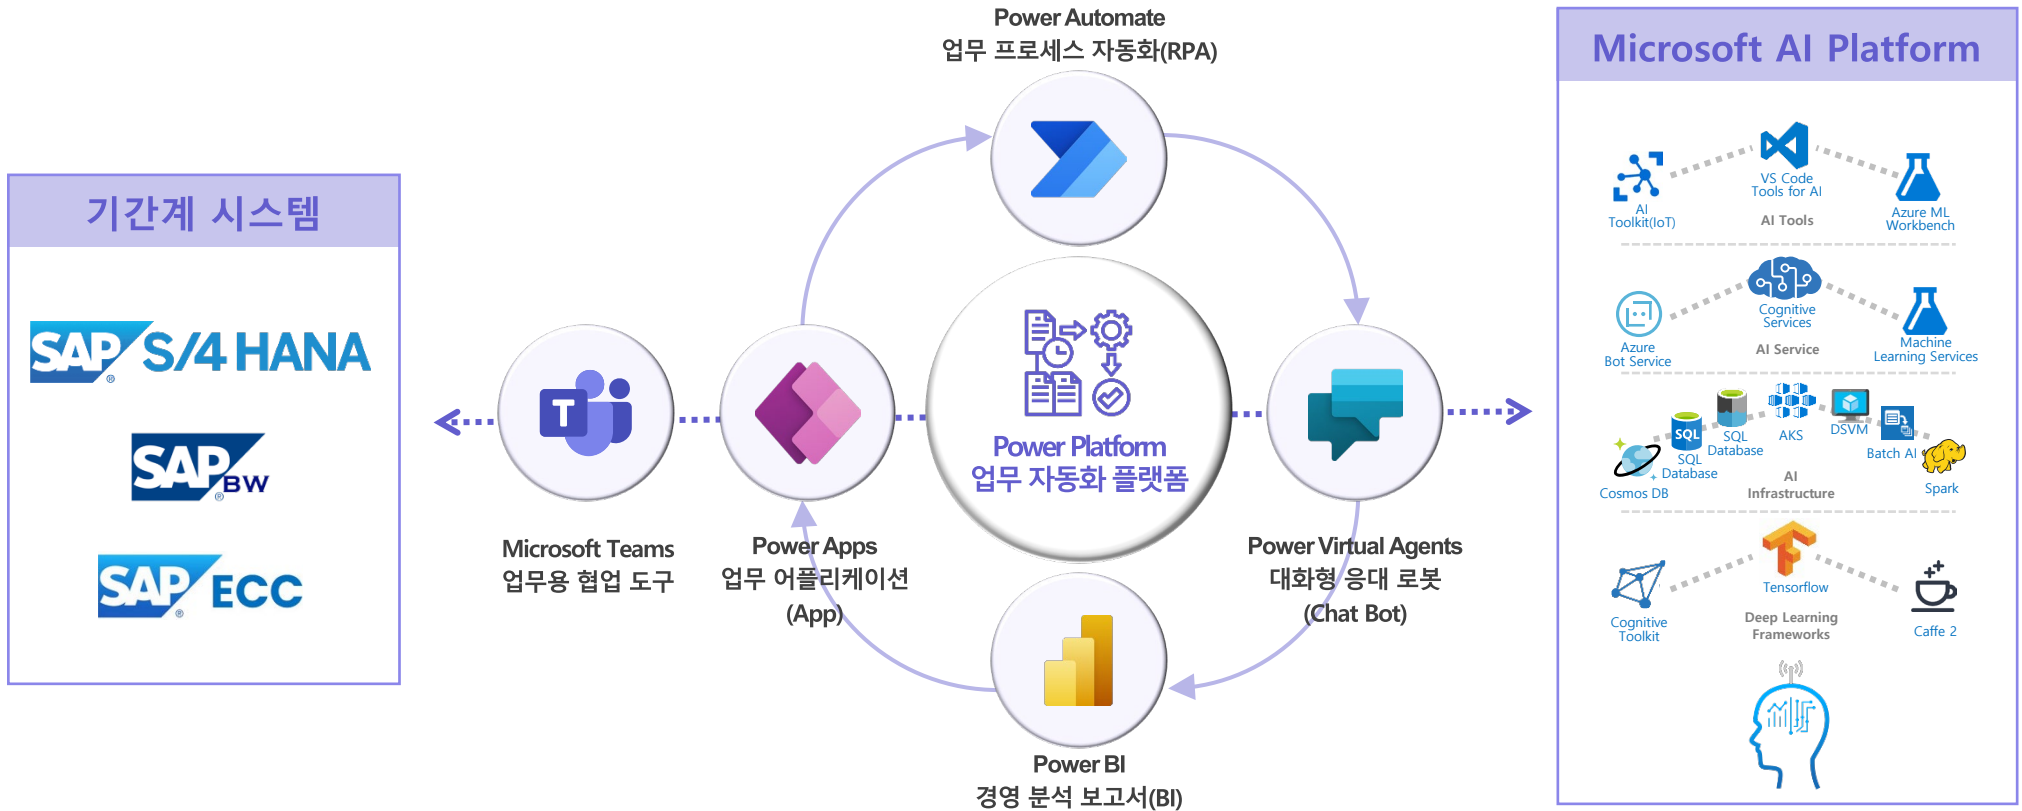 기간계 시스템
SAP S/4 HANA
®
SAP BW
®
SAP ECC
®
Power Automate
업무 프로세스 자동화(RPA)
T
Microsoft Teams
업무용 협업 도구
Power Apps
업무 어플리케이션
(App)
Power Platform
업무 자동화 플랫폼
Power Virtual Agents
대화형 응대 로봇
(Chat Bot)
Power BI
경영 분석 보고서(BI)
Microsoft AI Platform
AI
Toolkit(IoT)
VS Code
Tools for AI
Azure ML
Workbench
AI Tools
Azure
Bot Service
Cognitive
Services
Machine
Learning Services
AI Service
Cosmos DB
SQL
SQL
Database
SQL
Database
AKS
DSVM
Batch AI
Spark
AI
Infrastructure
Cognitive
Toolkit
Tensorflow
Caffe 2
Deep Learning
Frameworks